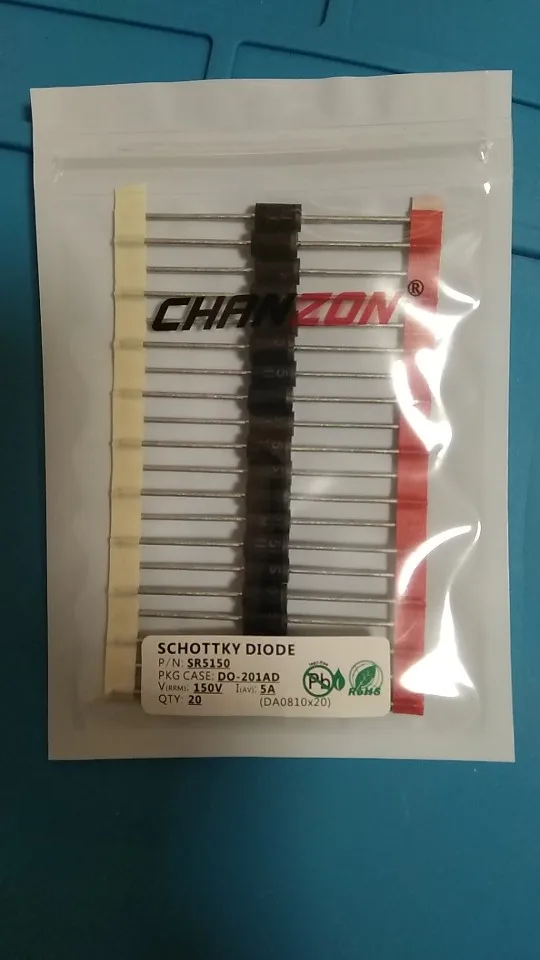 CHANZON®
SCHOTTKY DIODE
P/N: SR5150
PKG CASE: DO-201AD
V(RRM): 150V I(AV): 5A
QTY: 20 (DA0810x20)
Pb
RoHS